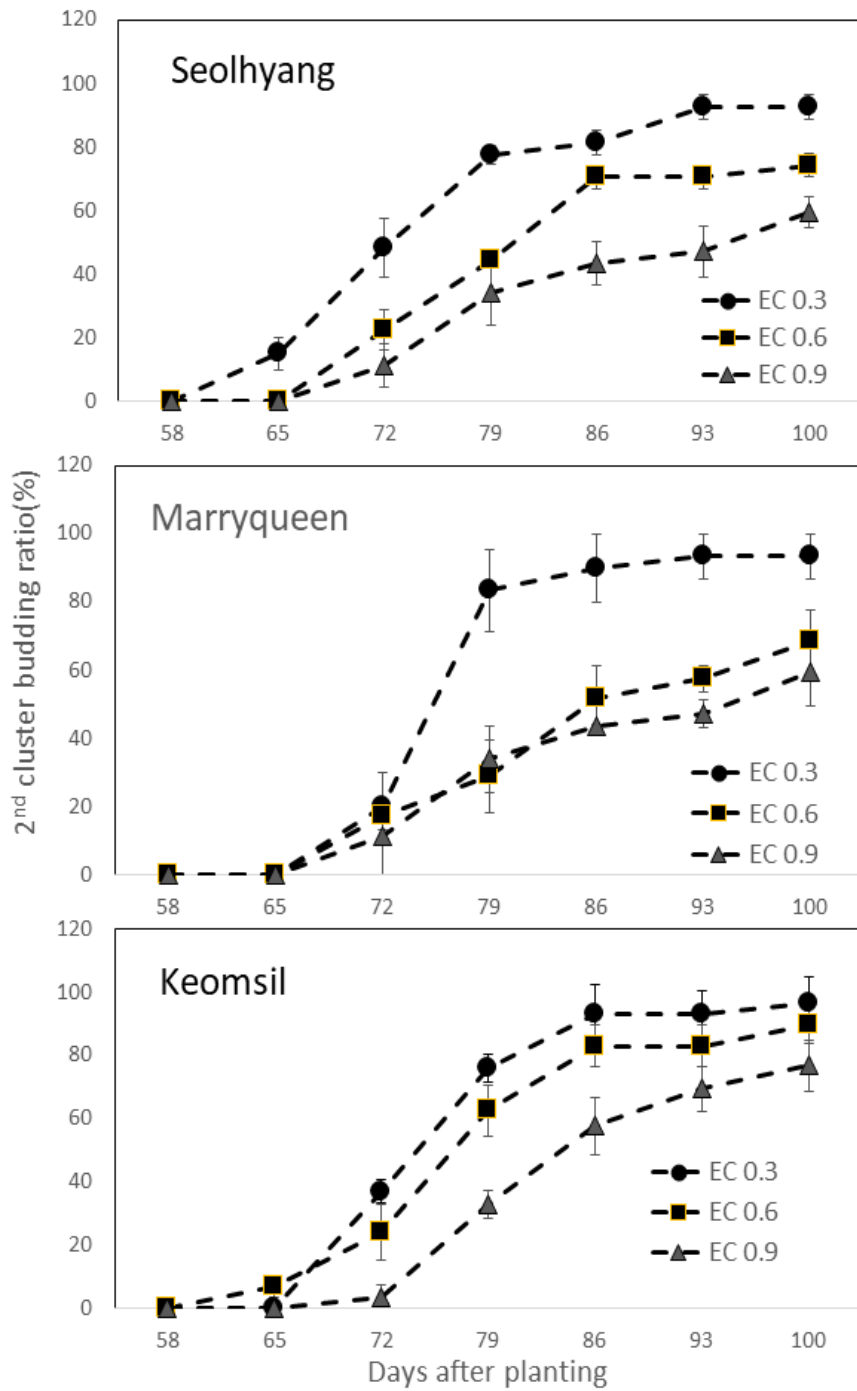 2nd cluster budding ratio(%)
120
100
80
60
40
20
0
Seolhyang
EC 0.3
EC 0.6
EC 0.9
58 65 72 79 86 93 100
120
100
80
60
40
20
0
Marryqueen
EC 0.3
EC 0.6
EC 0.9
58 65 72 79 86 93 100
120
100
80
60
40
20
0
Keomsil
EC 0.3
EC 0.6
EC 0.9
58 65 72 79 86 93 100
Days after planting